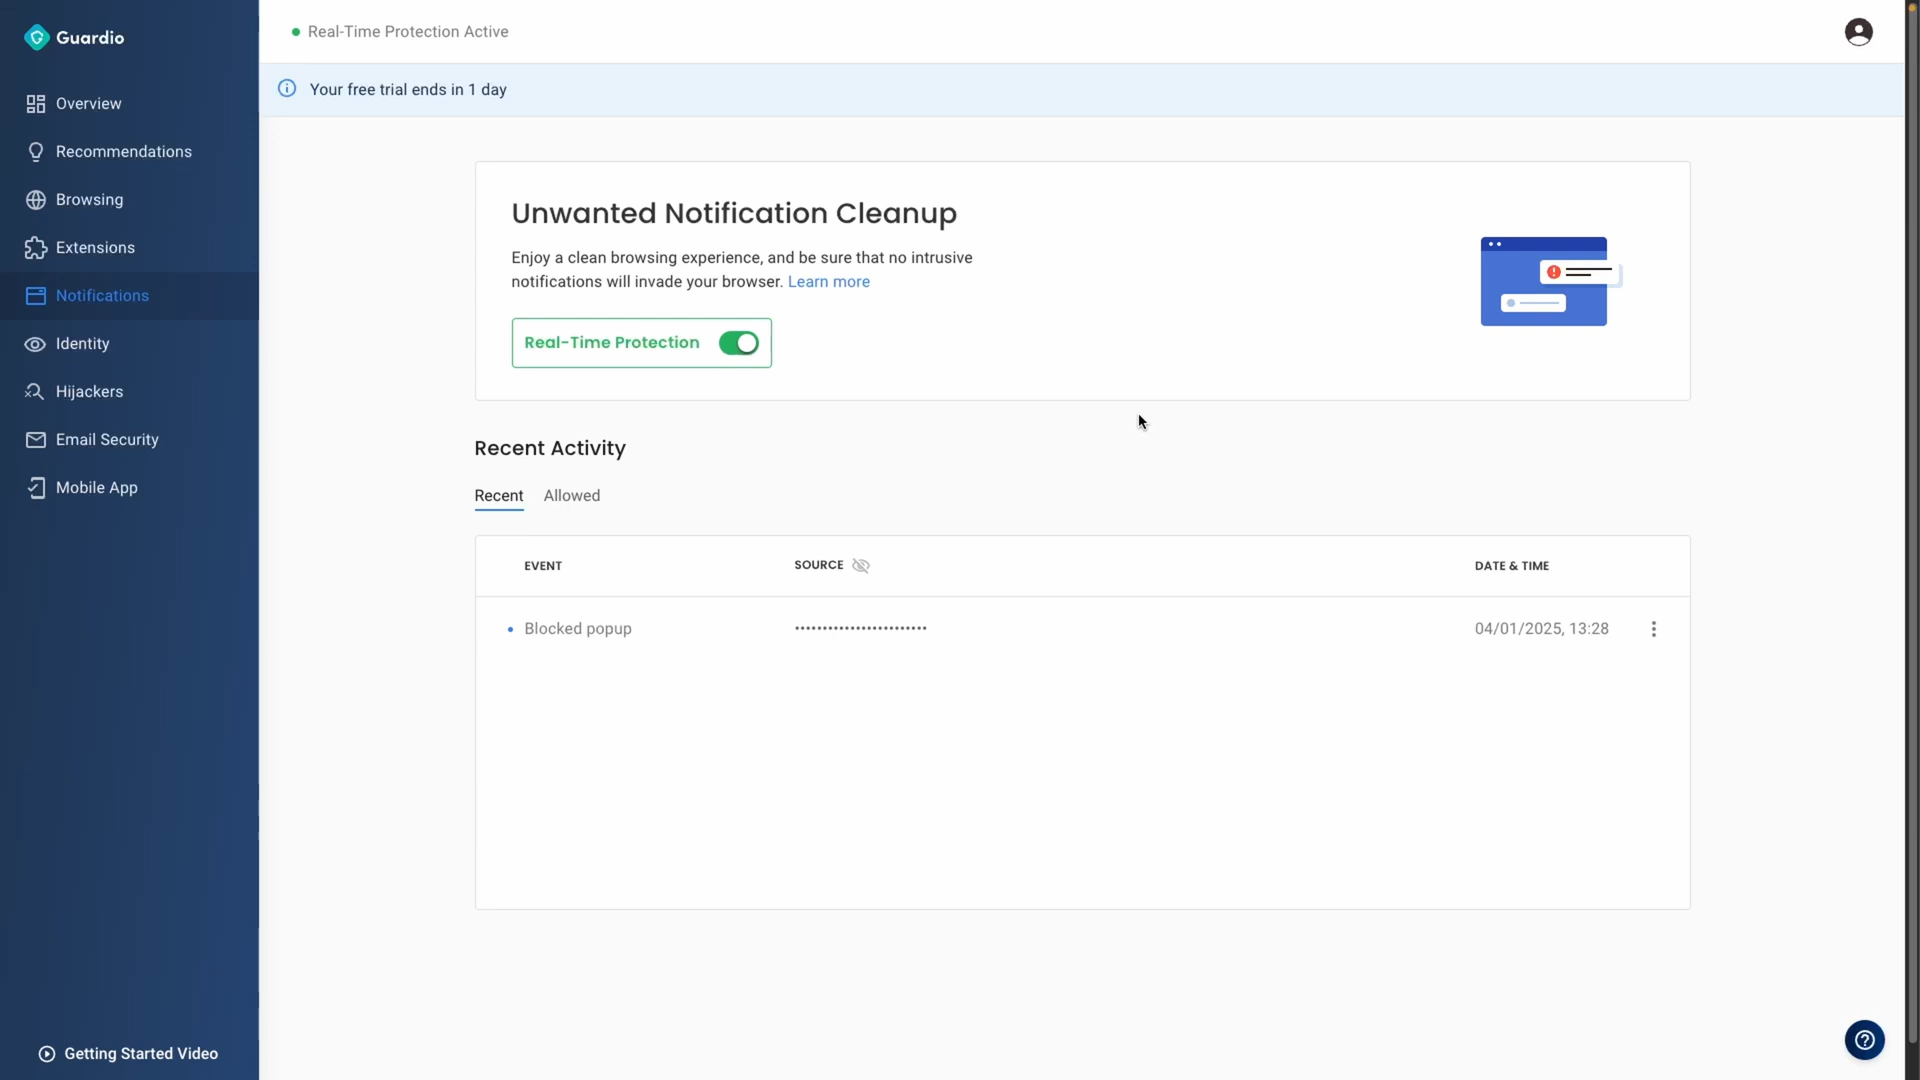 Guardio
Overview
Recommendations
Browsing
Extensions
Notifications
Identity
Hijackers
Email Security
Mobile App
Getting Started Video
Real-Time Protection Active
Your free trial ends in 1 day
Unwanted Notification Cleanup
Enjoy a clean browsing experience, and be sure that no intrusive
notifications will invade your browser. Learn more
Real-Time Protection
Recent Activity
Recent Allowed
EVENT SOURCE DATE & TIME
Blocked popup •••••••••••••••••••••••• 04/01/2025, 13:28